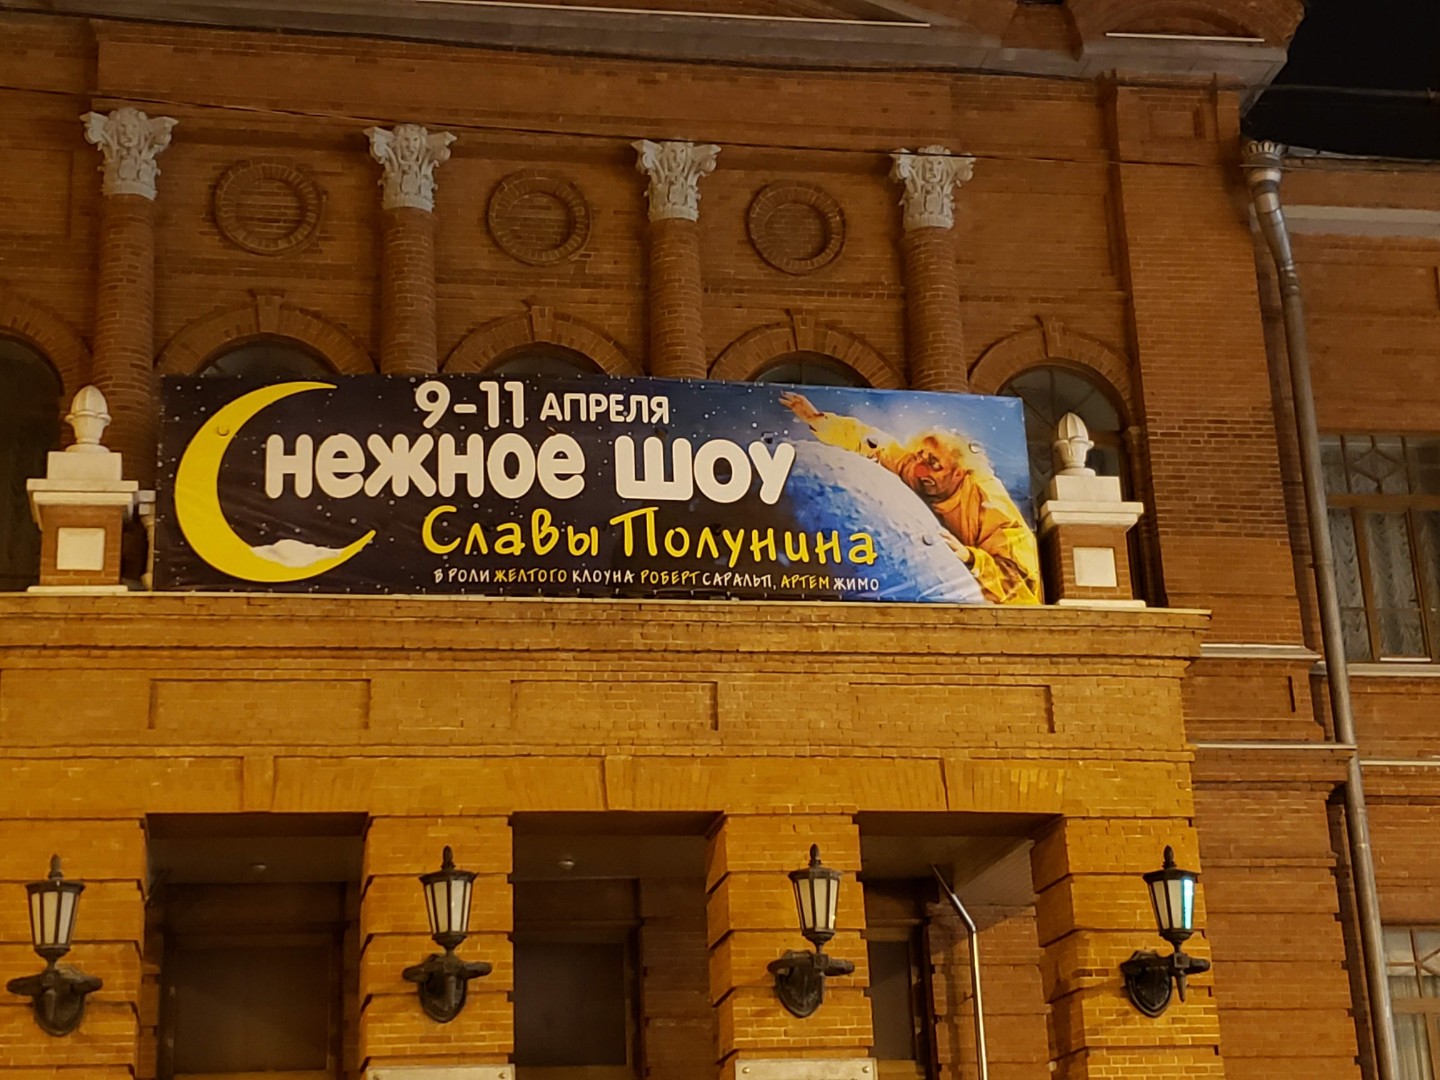 9-11 АПРЕЛЯ
Снежное шоу
Славы Полунина
В РОЛИ ЖЕЛТОГО КЛОУНА РОБЕРТ САРАЛЬП, АРТЕМ ЖИМО